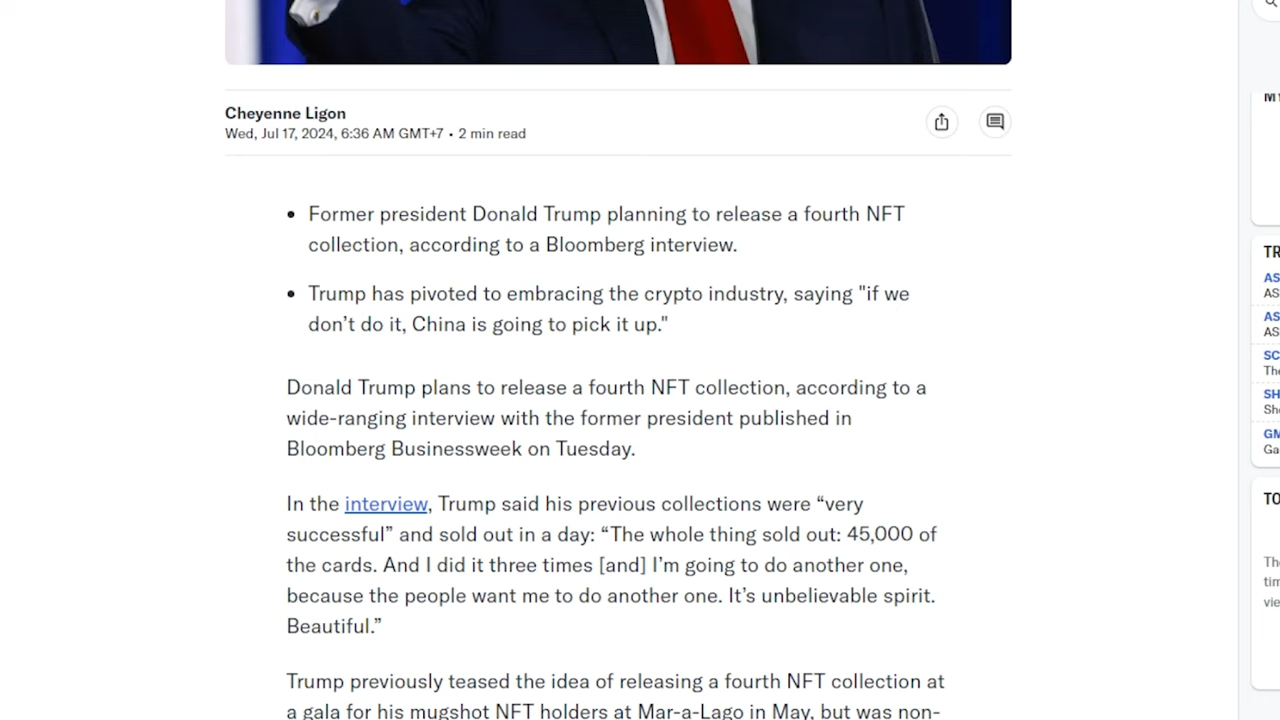 Cheyenne Ligon
Wed, Jul 17, 2024, 6:36 AM GMT+7 • 2 min read
• Former president Donald Trump planning to release a fourth NFT
collection, according to a Bloomberg interview.
• Trump has pivoted to embracing the crypto industry, saying "if we
don’t do it, China is going to pick it up."
Donald Trump plans to release a fourth NFT collection, according to a
wide-ranging interview with the former president published in
Bloomberg Businessweek on Tuesday.
In the interview, Trump said his previous collections were “very
successful” and sold out in a day: “The whole thing sold out: 45,000 of
the cards. And I did it three times [and] I’m going to do another one,
because the people want me to do another one. It’s unbelievable spirit.
Beautiful.”
Trump previously teased the idea of releasing a fourth NFT collection at
a gala for his mugshot NFT holders at Mar-a-Lago in May, but was non-
TR
AS
AS
AS
AS
SC
The
SH
Sho
GM
Ga
TO
The
tim
vie